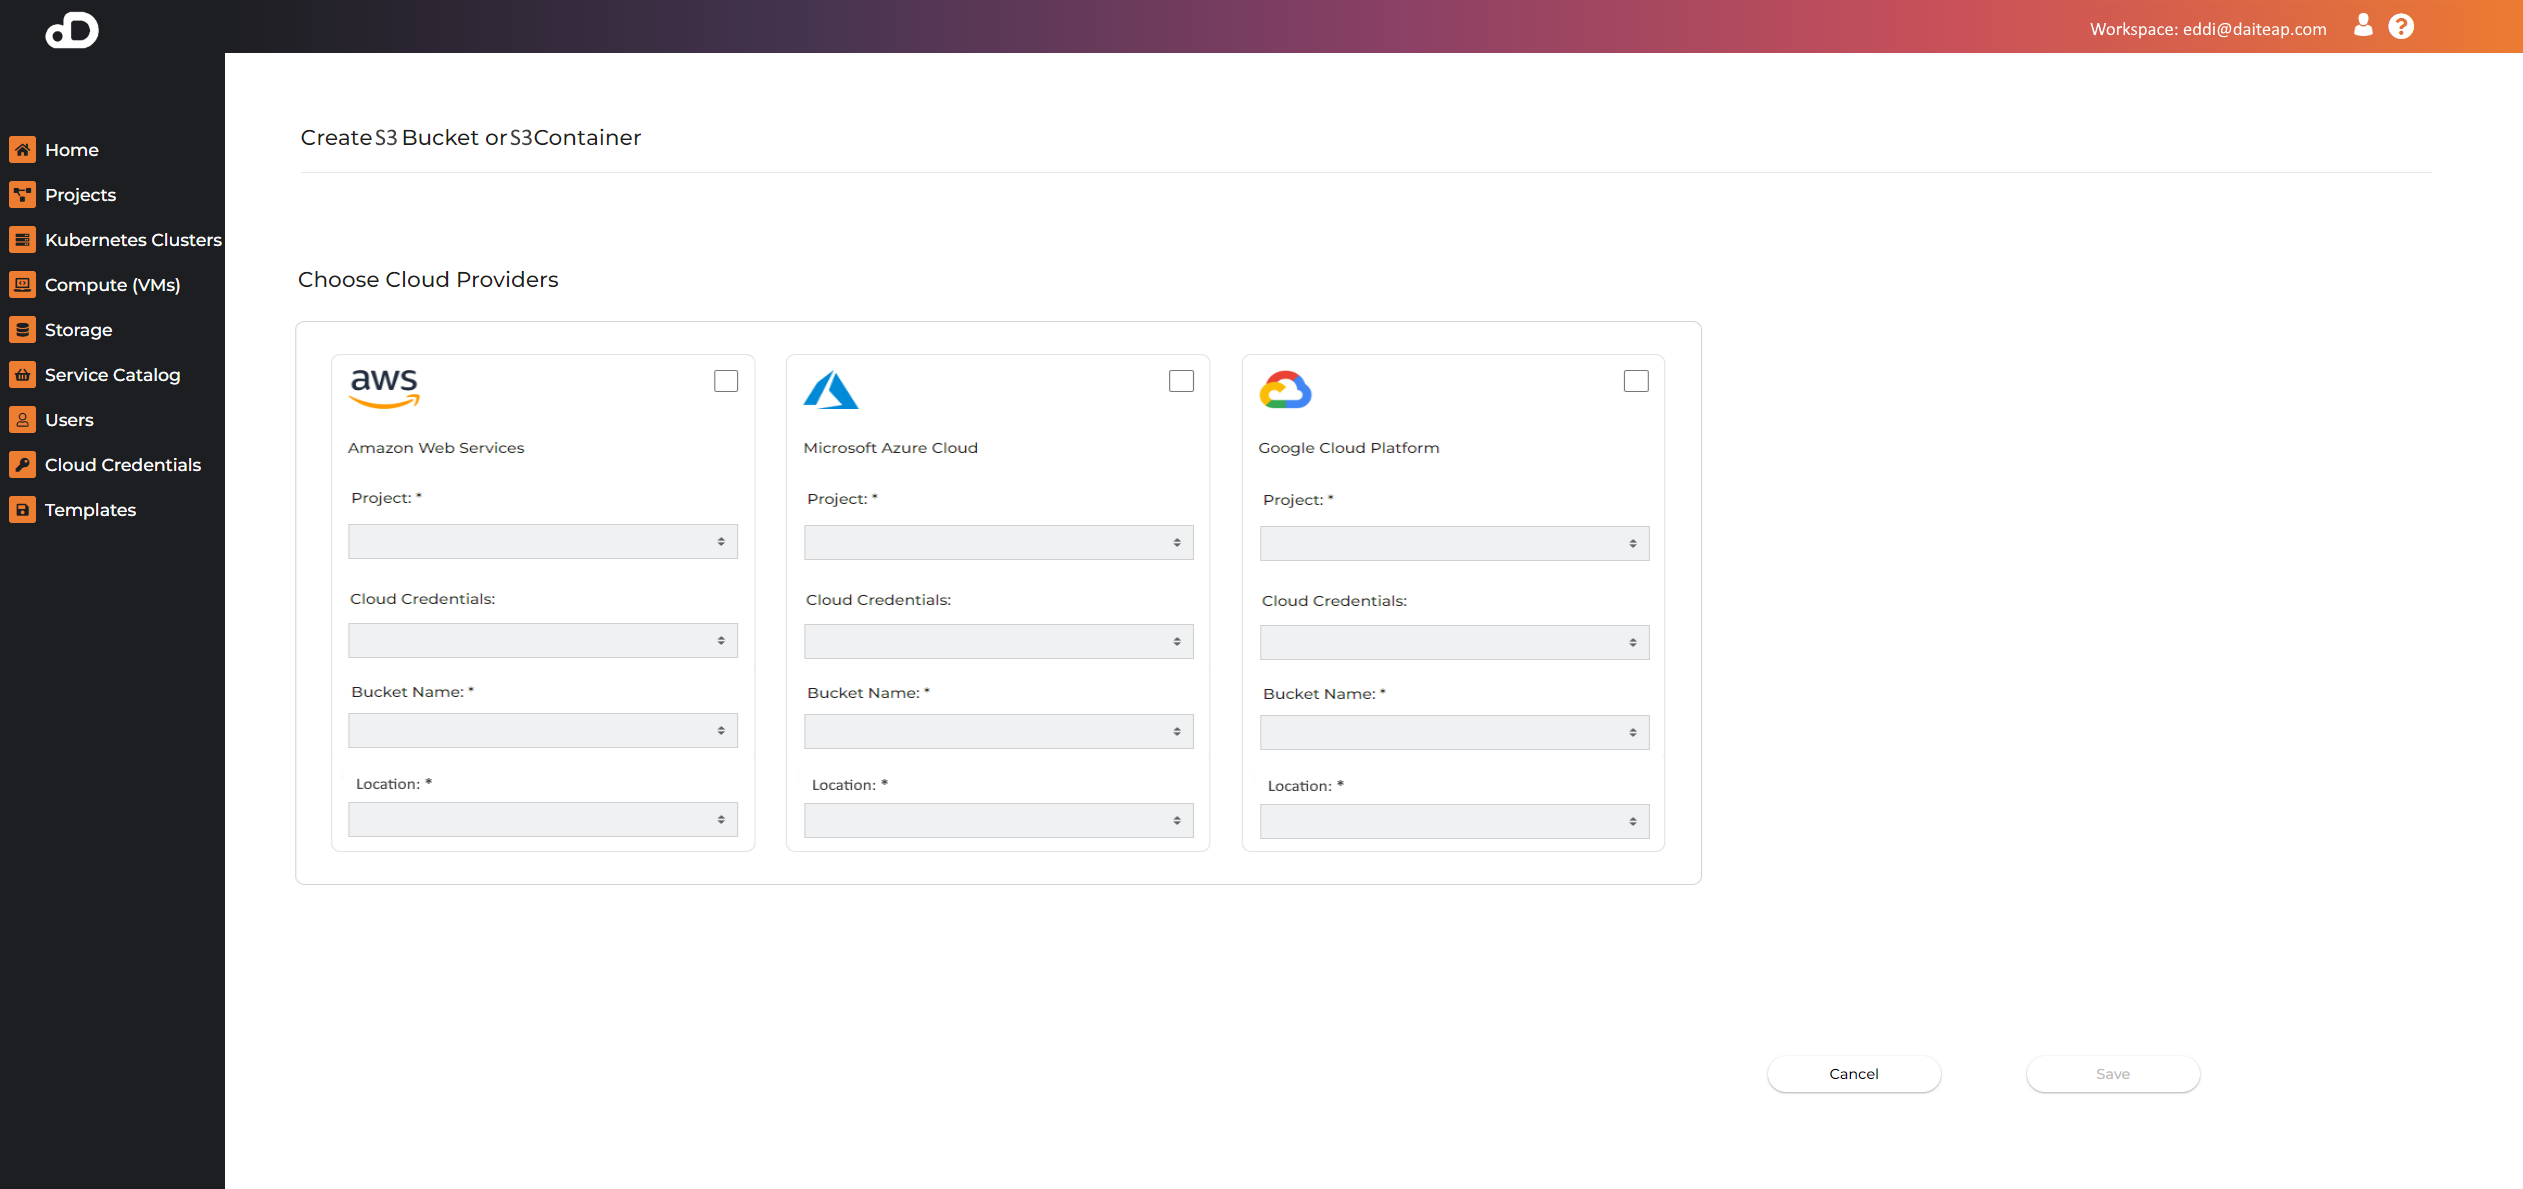 Workspace: eddi@daiteap.com
Home
Projects
Kubernetes Clusters
Compute (VMs)
Storage
Service Catalog
Users
Cloud Credentials
Templates
Create S3 Bucket or S3Container
Choose Cloud Providers
aws
Amazon Web Services
Project: *
Cloud Credentials:
Bucket Name: *
Location: *
Microsoft Azure Cloud
Project: *
Cloud Credentials:
Bucket Name: *
Location: *
Google Cloud Platform
Project: *
Cloud Credentials:
Bucket Name: *
Location: *
Cancel
Save